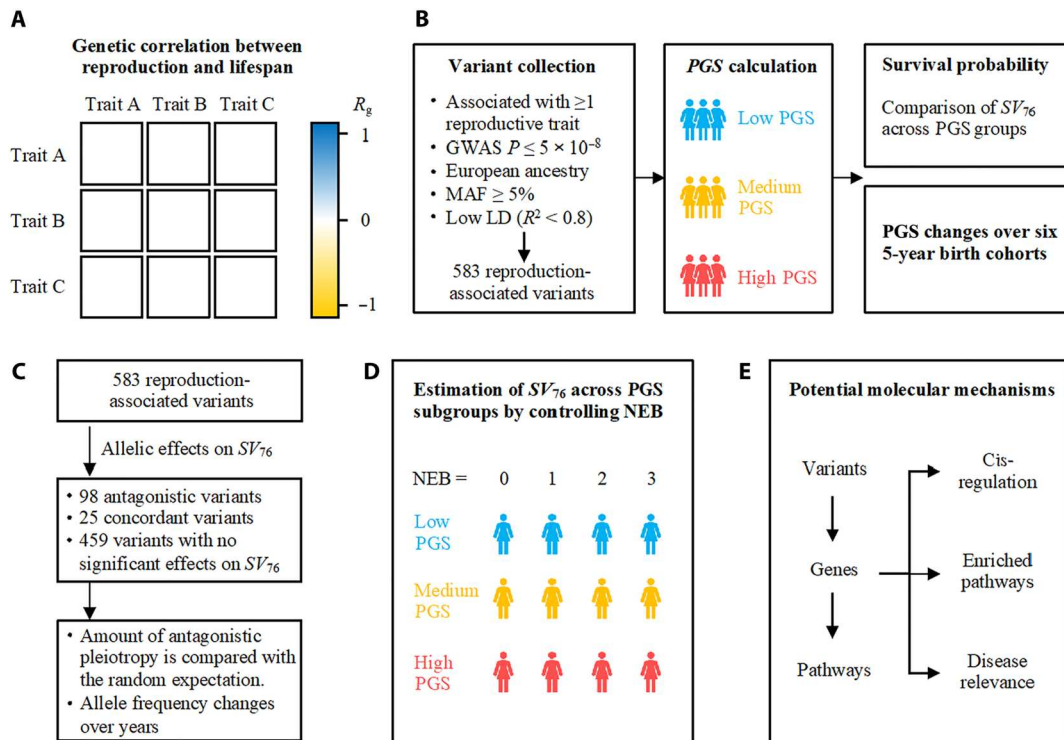 A
Genetic correlation between
reproduction and lifespan
Trait A Trait B Trait C
Rg
Trait A
Trait B
Trait C
1
0
−1
B
Variant collection
• Associated with ≥1
reproductive trait
• GWAS P ≤ 5 × 10⁻⁸
• European ancestry
• MAF ≥ 5%
• Low LD (R² < 0.8)
583 reproduction-
associated variants
PGS calculation
Low PGS
Medium
PGS
High PGS
Survival probability
Comparison of SV₇₆
across PGS groups
PGS changes over six
5-year birth cohorts
C
583 reproduction-
associated variants
Allelic effects on SV₇₆
• 98 antagonistic variants
• 25 concordant variants
• 459 variants with no
significant effects on SV₇₆
• Amount of antagonistic
pleiotropy is compared with
the random expectation.
• Allele frequency changes
over years
D
Estimation of SV₇₆ across PGS
subgroups by controlling NEB
NEB = 0 1 2 3
Low
PGS
Medium
PGS
High
PGS
E
Potential molecular mechanisms
Variants
Genes
Pathways
Cis-
regulation
Enriched
pathways
Disease
relevance